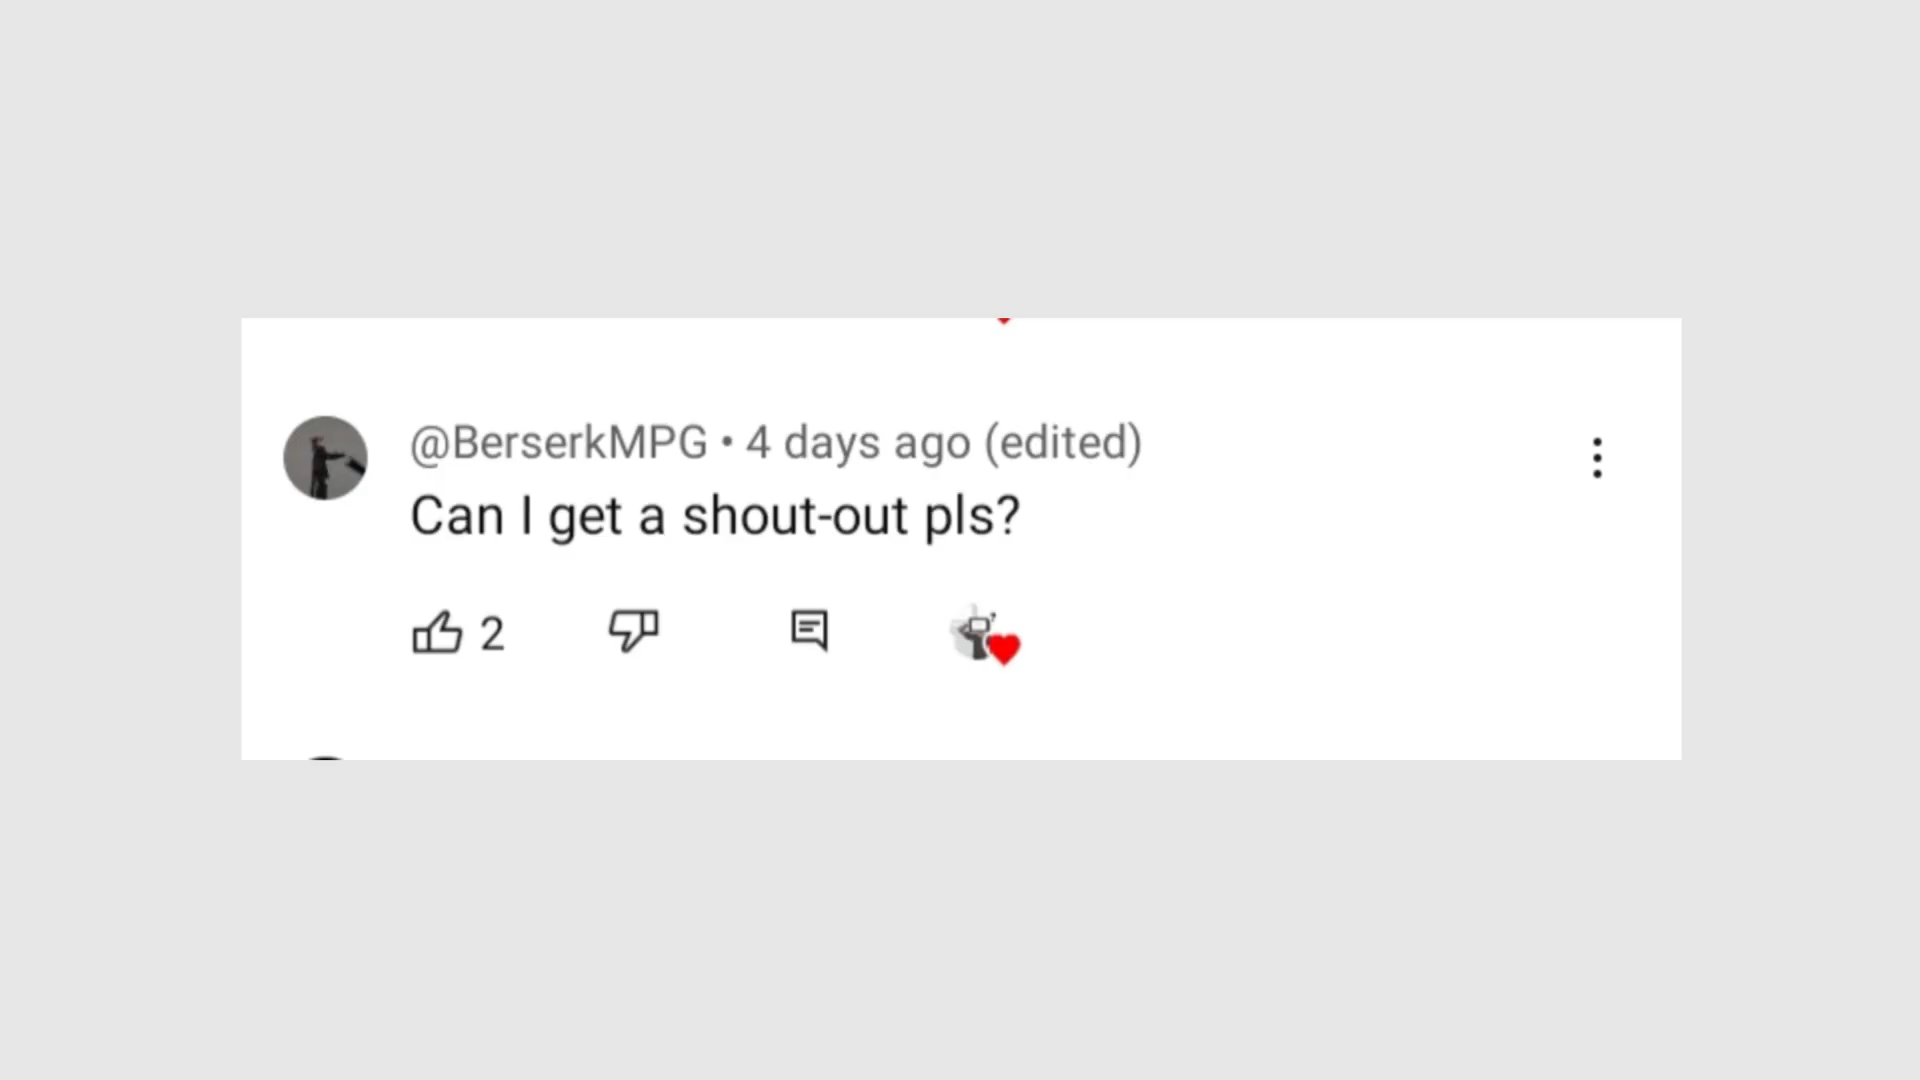 @BerserkMPG • 4 days ago (edited)
Can I get a shout-out pls?
2